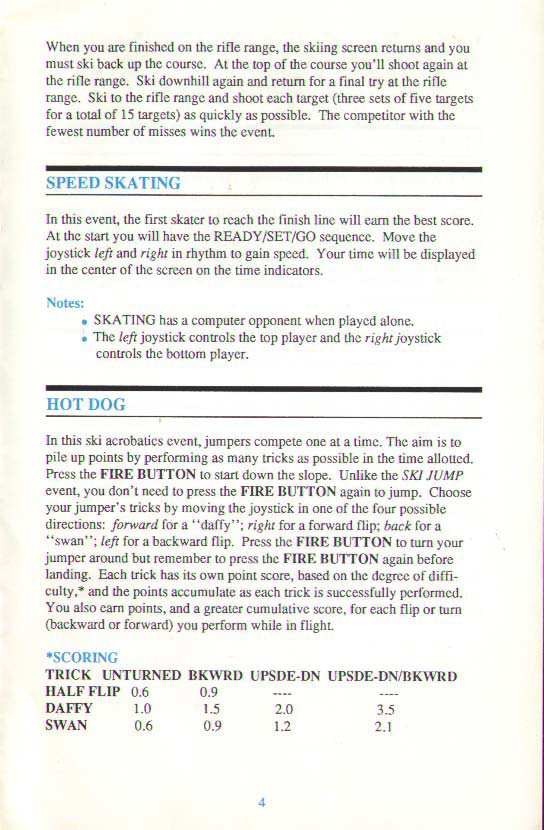 When you are finished on the rifle range, the skiing screen returns and you
must ski back up the course. At the top of the course you'll shoot again at
the rifle range. Ski downhill again and return for a final try at the rifle
range. Ski to the rifle range and shoot each target (three sets of five targets
for a total of 15 targets) as quickly as possible. The competitor with the
fewest number of misses wins the event.
SPEED SKATING
In this event, the first skater to reach the finish line will earn the best score.
At the start you will have the READY/SET/GO sequence. Move the
joystick left and right in rhythm to gain speed. Your time will be displayed
in the center of the screen on the time indicators.
Notes:
• SKATING has a computer opponent when played alone.
• The left joystick controls the top player and the right joystick
controls the bottom player.
HOT DOG
In this ski acrobatics event, jumpers compete one at a time. The aim is to
pile up points by performing as many tricks as possible in the time allotted.
Press the FIRE BUTTON to start down the slope. Unlike the SKI JUMP
event, you don't need to press the FIRE BUTTON again to jump. Choose
your jumper's tricks by moving the joystick in one of the four possible
directions: forward for a "daffy"; right for a forward flip; back for a
"swan"; left for a backward flip. Press the FIRE BUTTON to turn your
jumper around but remember to press the FIRE BUTTON again before
landing. Each trick has its own point score, based on the degree of diffi-
culty,* and the points accumulate as each trick is successfully performed.
You also earn points, and a greater cumulative score, for each flip or turn
(backward or forward) you perform while in flight.
*SCORING
TRICK UNTURNED BKWRD UPSDE-DN UPSDE-DN/BKWRD
HALF FLIP 0.6 0.9 ---- ----
DAFFY 1.0 1.5 2.0 3.5
SWAN 0.6 0.9 1.2 2.1
4